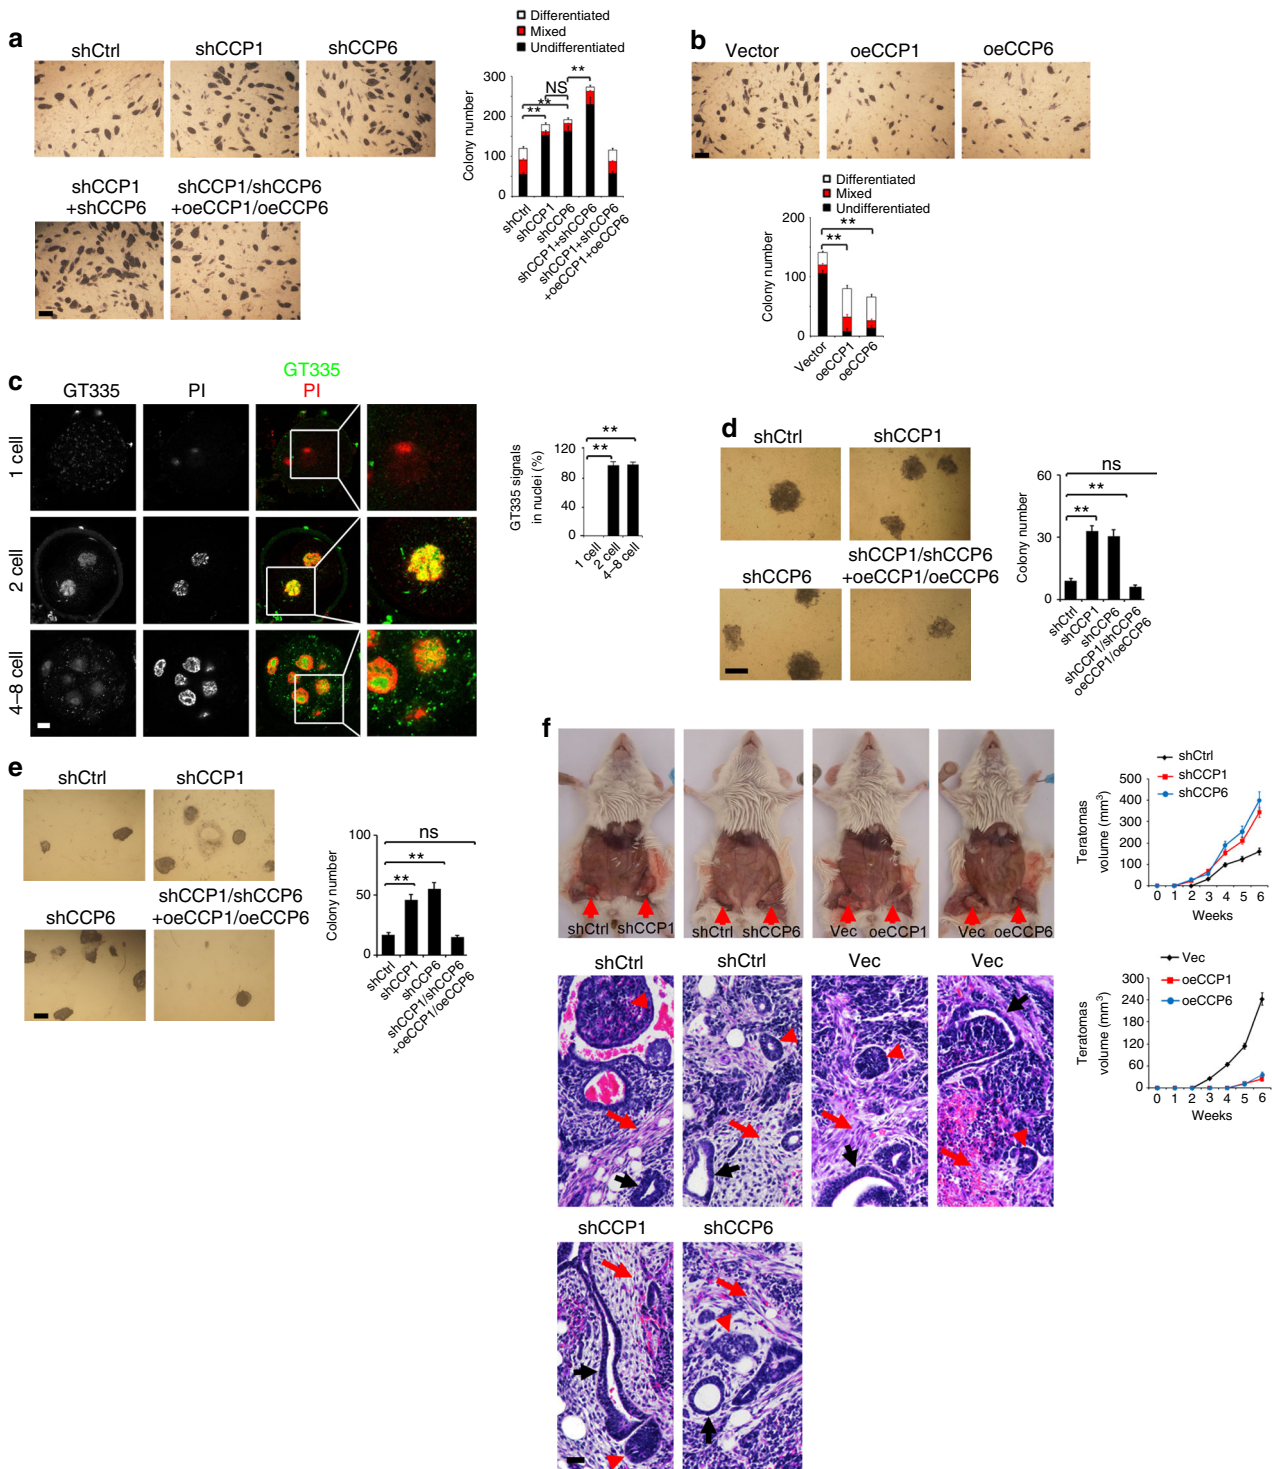 a
shCtrl
shCCP1
shCCP6
shCCP1
+shCCP6
shCCP1/shCCP6
+oeCCP1/oeCCP6
Differentiated
Mixed
Undifferentiated
Colony number
300
200
100
0
**
**
NS
**
shCtrl
shCCP1
shCCP6
shCCP1+shCCP6
shCCP1+shCCP6
+oeCCP1+oeCCP6
b
Vector
oeCCP1
oeCCP6
Differentiated
Mixed
Undifferentiated
Colony number
200
100
0
**
**
Vector
oeCCP1
oeCCP6
c
GT335
PI
GT335
PI
1 cell
2 cell
4–8 cell
GT335 signals
in nuclei (%)
120
80
40
0
**
**
1 cell
2 cell
4–8 cell
d
shCtrl
shCCP1
shCCP6
shCCP1/shCCP6
+oeCCP1/oeCCP6
Colony number
60
30
0
ns
**
**
shCtrl
shCCP1
shCCP6
shCCP1/shCCP6
oeCCP1/oeCCP6
e
shCtrl
shCCP1
shCCP6
shCCP1/shCCP6
+oeCCP1/oeCCP6
Colony number
100
50
0
ns
**
**
shCtrl
shCCP1
shCCP6
shCCP1/shCCP6
+oeCCP1/oeCCP6
f
shCtrl shCCP1
shCtrl shCCP6
Vec oeCCP1
Vec oeCCP6
shCtrl
shCtrl
Vec
Vec
shCCP1
shCCP6
shCtrl
shCCP1
shCCP6
Teratomas
volume (mm³)
500
400
300
200
100
0
0 1 2 3 4 5 6
Weeks
Vec
oeCCP1
oeCCP6
Teratomas
volume (mm³)
300
240
180
120
60
0
0 1 2 3 4 5 6
Weeks